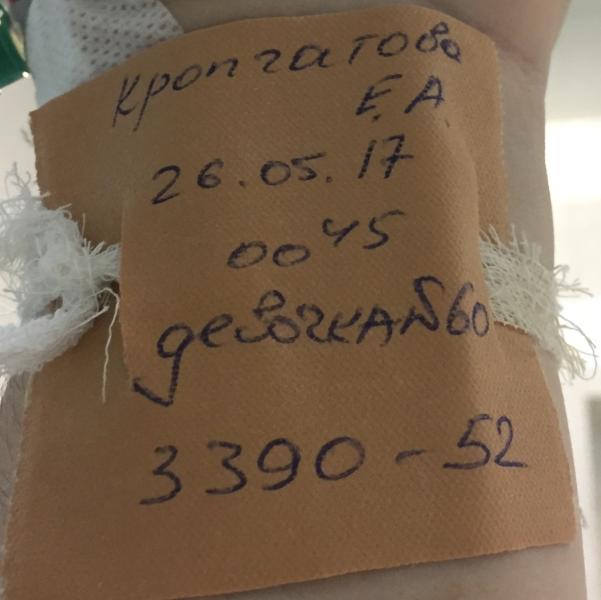 Кропгатова
Е.А
26.05.17
00 45
девочка №60
3390-52